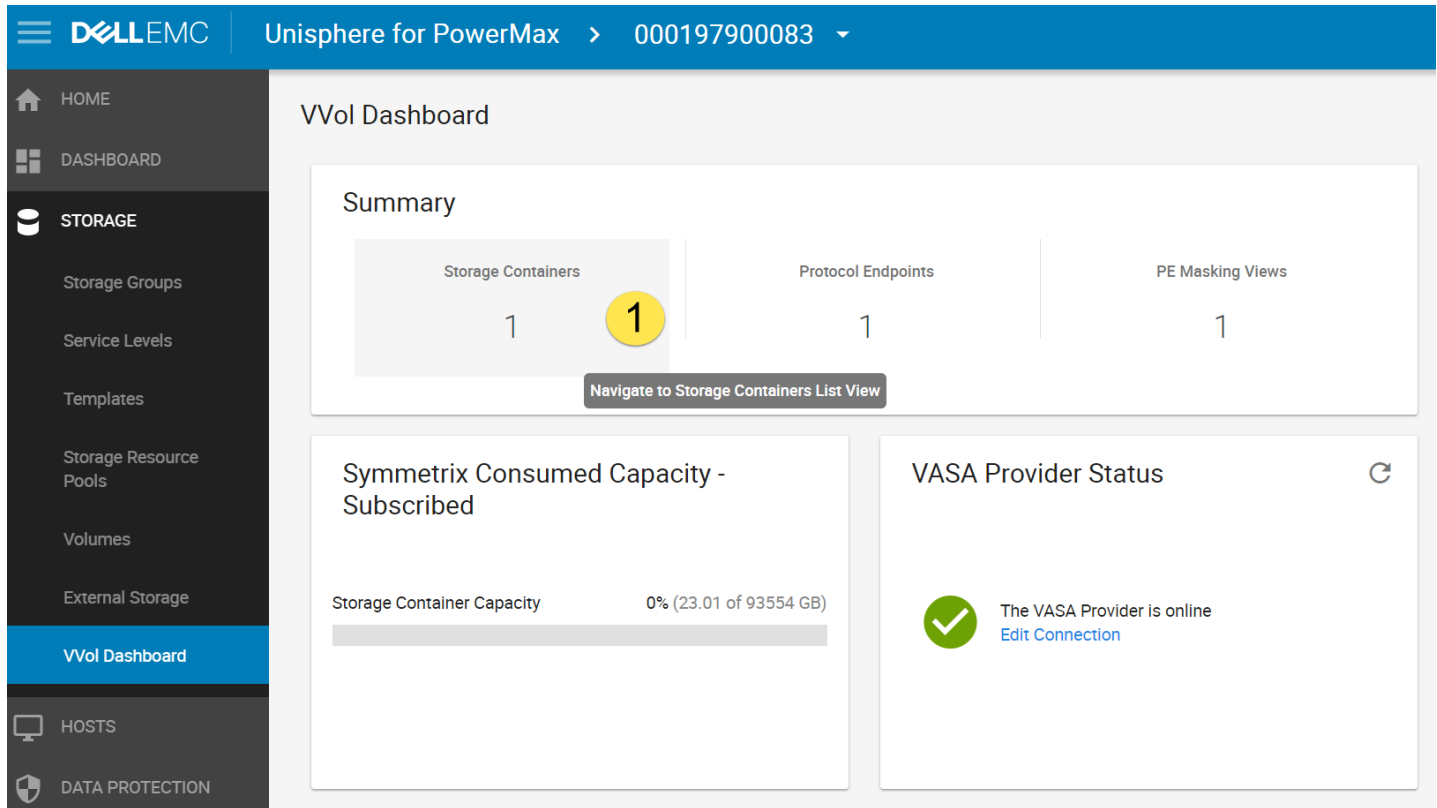 DELLEMC
Unisphere for PowerMax > 000197900083
HOME
DASHBOARD
STORAGE
Storage Groups
Service Levels
Templates
Storage Resource
Pools
Volumes
External Storage
VVol Dashboard
HOSTS
DATA PROTECTION
VVol Dashboard
Summary
Storage Containers
1
1
Protocol Endpoints
1
PE Masking Views
1
Navigate to Storage Containers List View
Symmetrix Consumed Capacity -
Subscribed
Storage Container Capacity 0% (23.01 of 93554 GB)
VASA Provider Status
The VASA Provider is online
Edit Connection